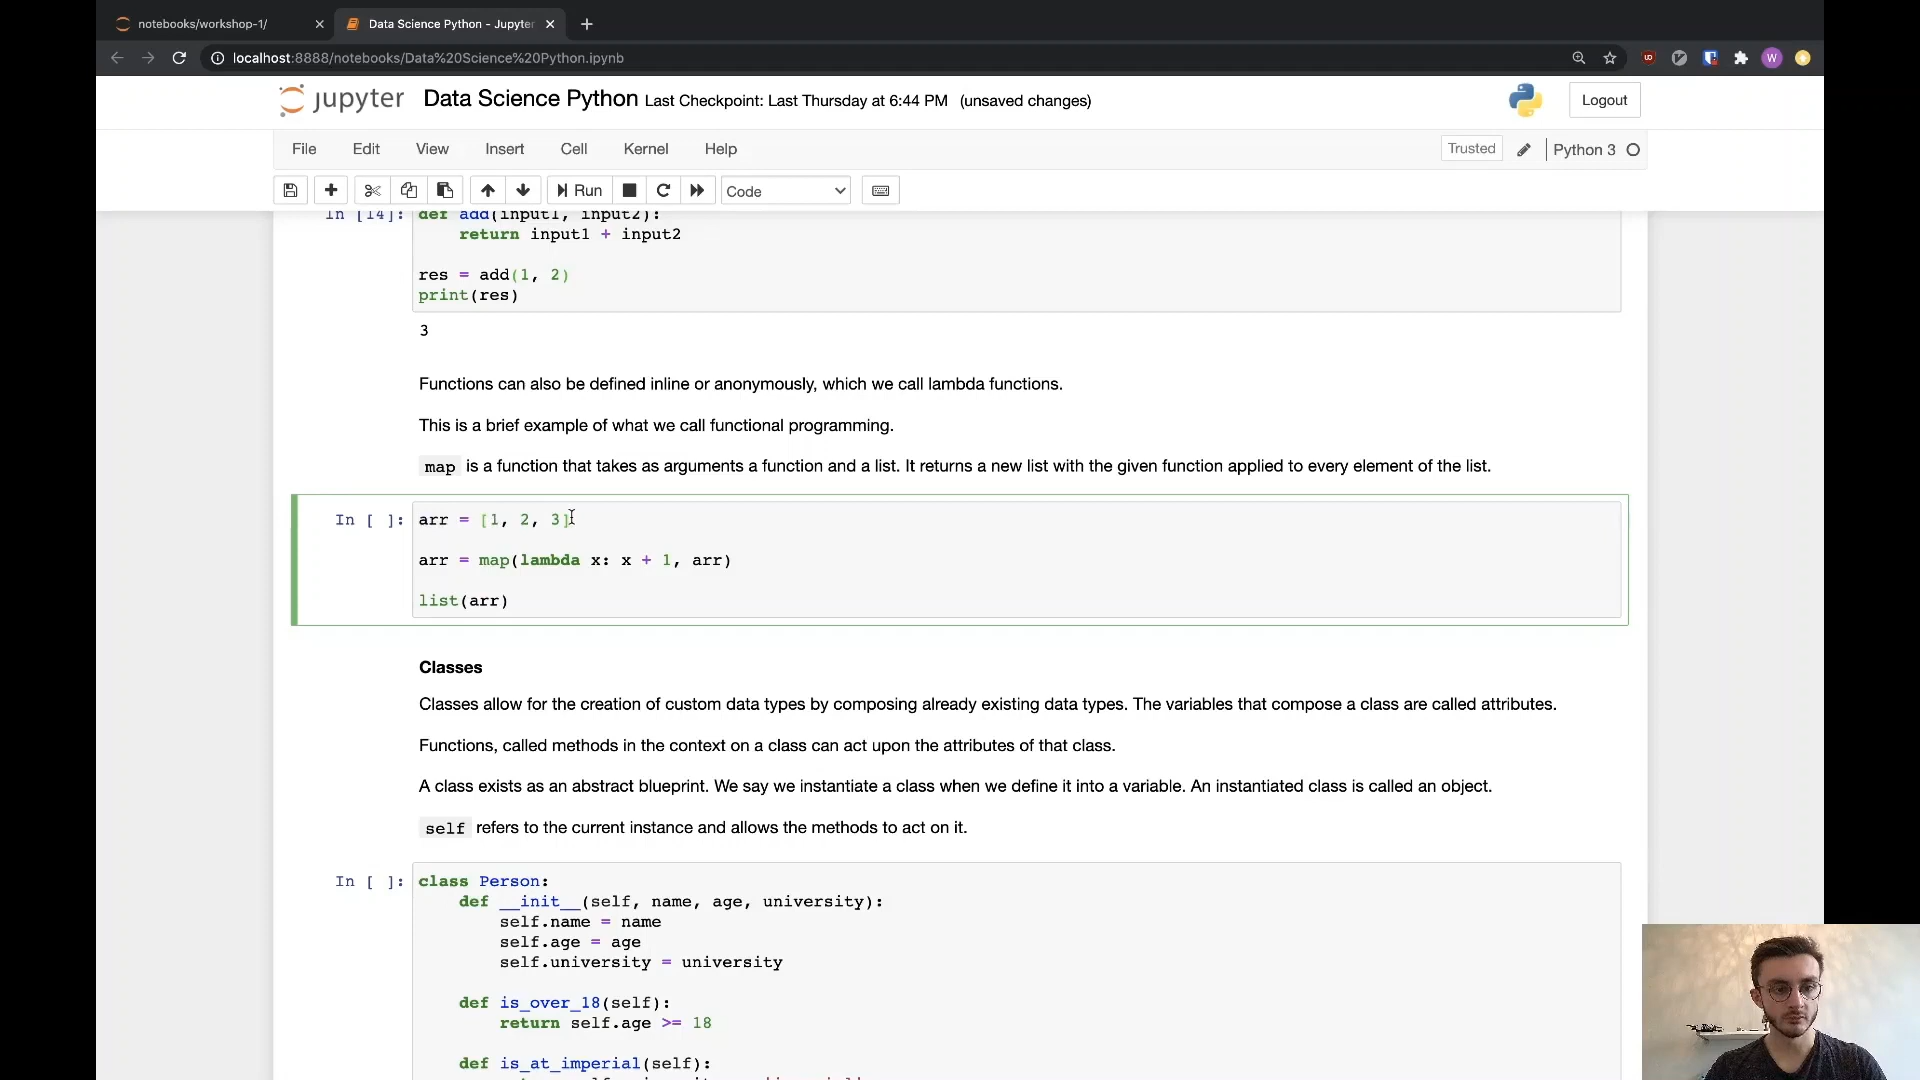 notebooks/workshop-1/
Data Science Python - Jupyter
localhost:8888/notebooks/Data%20Science%20Python.ipynb
W
jupyter Data Science Python Last Checkpoint: Last Thursday at 6:44 PM (unsaved changes)
Logout
File Edit View Insert Cell Kernel Help
Trusted Python 3
Run Code
In [14]: def add(input1, input2):
return input1 + input2
res = add(1, 2)
print(res)
3
Functions can also be defined inline or anonymously, which we call lambda functions.
This is a brief example of what we call functional programming.
map is a function that takes as arguments a function and a list. It returns a new list with the given function applied to every element of the list.
In [ ]: arr = [1, 2, 3]
arr = map(lambda x: x + 1, arr)
list(arr)
Classes
Classes allow for the creation of custom data types by composing already existing data types. The variables that compose a class are called attributes.
Functions, called methods in the context on a class can act upon the attributes of that class.
A class exists as an abstract blueprint. We say we instantiate a class when we define it into a variable. An instantiated class is called an object.
self refers to the current instance and allows the methods to act on it.
In [ ]: class Person:
def __init__(self, name, age, university):
self.name = name
self.age = age
self.university = university
def is_over_18(self):
return self.age >= 18
def is_at_imperial(self):